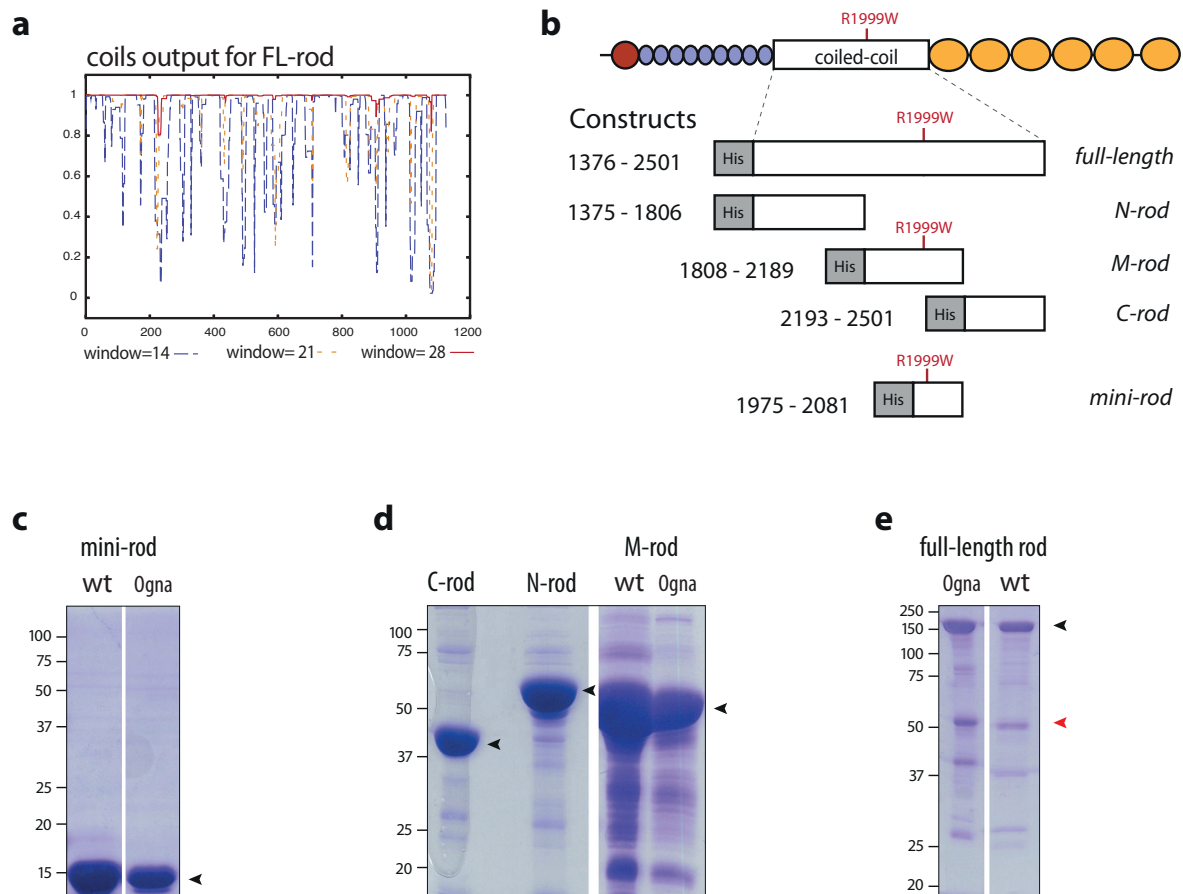 a
coils output for FL-rod
1
0.8
0.6
0.4
0.2
0
0 200 400 600 800 1000 1200
window=14 window= 21 window= 28
b
R1999W
coiled-coil
Constructs
R1999W
1376 - 2501 His full-length
1375 - 1806 His N-rod
R1999W
1808 - 2189 His M-rod
2193 - 2501 His C-rod
R1999W
1975 - 2081 His mini-rod
c
mini-rod
wt Ogna
100
75
50
37
25
20
15
d
M-rod
C-rod N-rod wt Ogna
100
75
50
37
25
20
e
full-length rod
Ogna wt
250
150
100
75
50
37
25
20